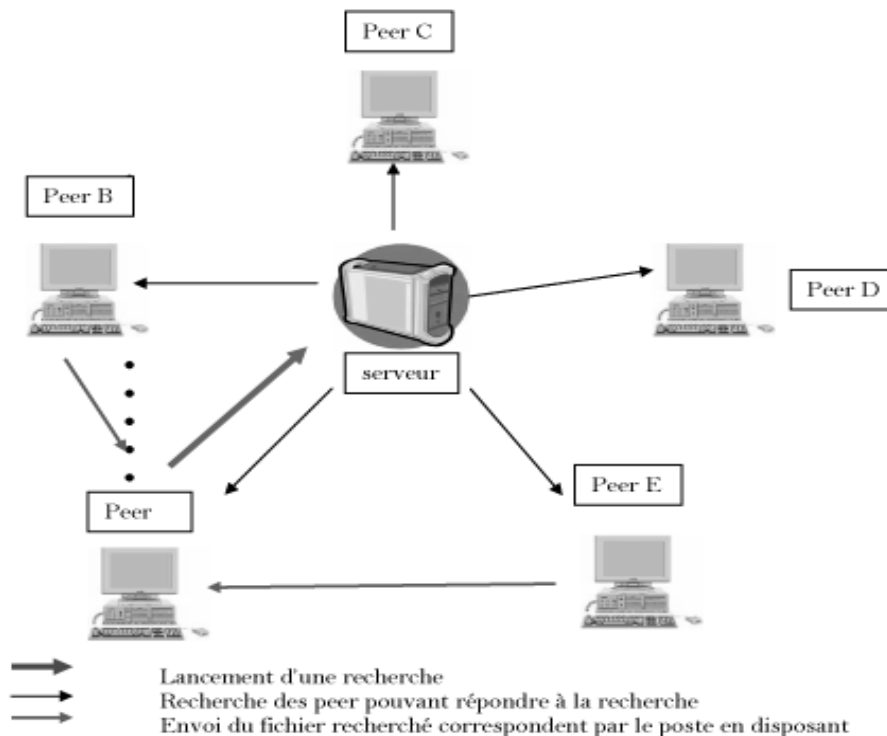 Peer C
Peer B
Peer D
serveur
Peer E
Peer
Lancement d'une recherche
Recherche des peer pouvant répondre à la recherche
Envoi du fichier recherché correspondent par le poste en disposant